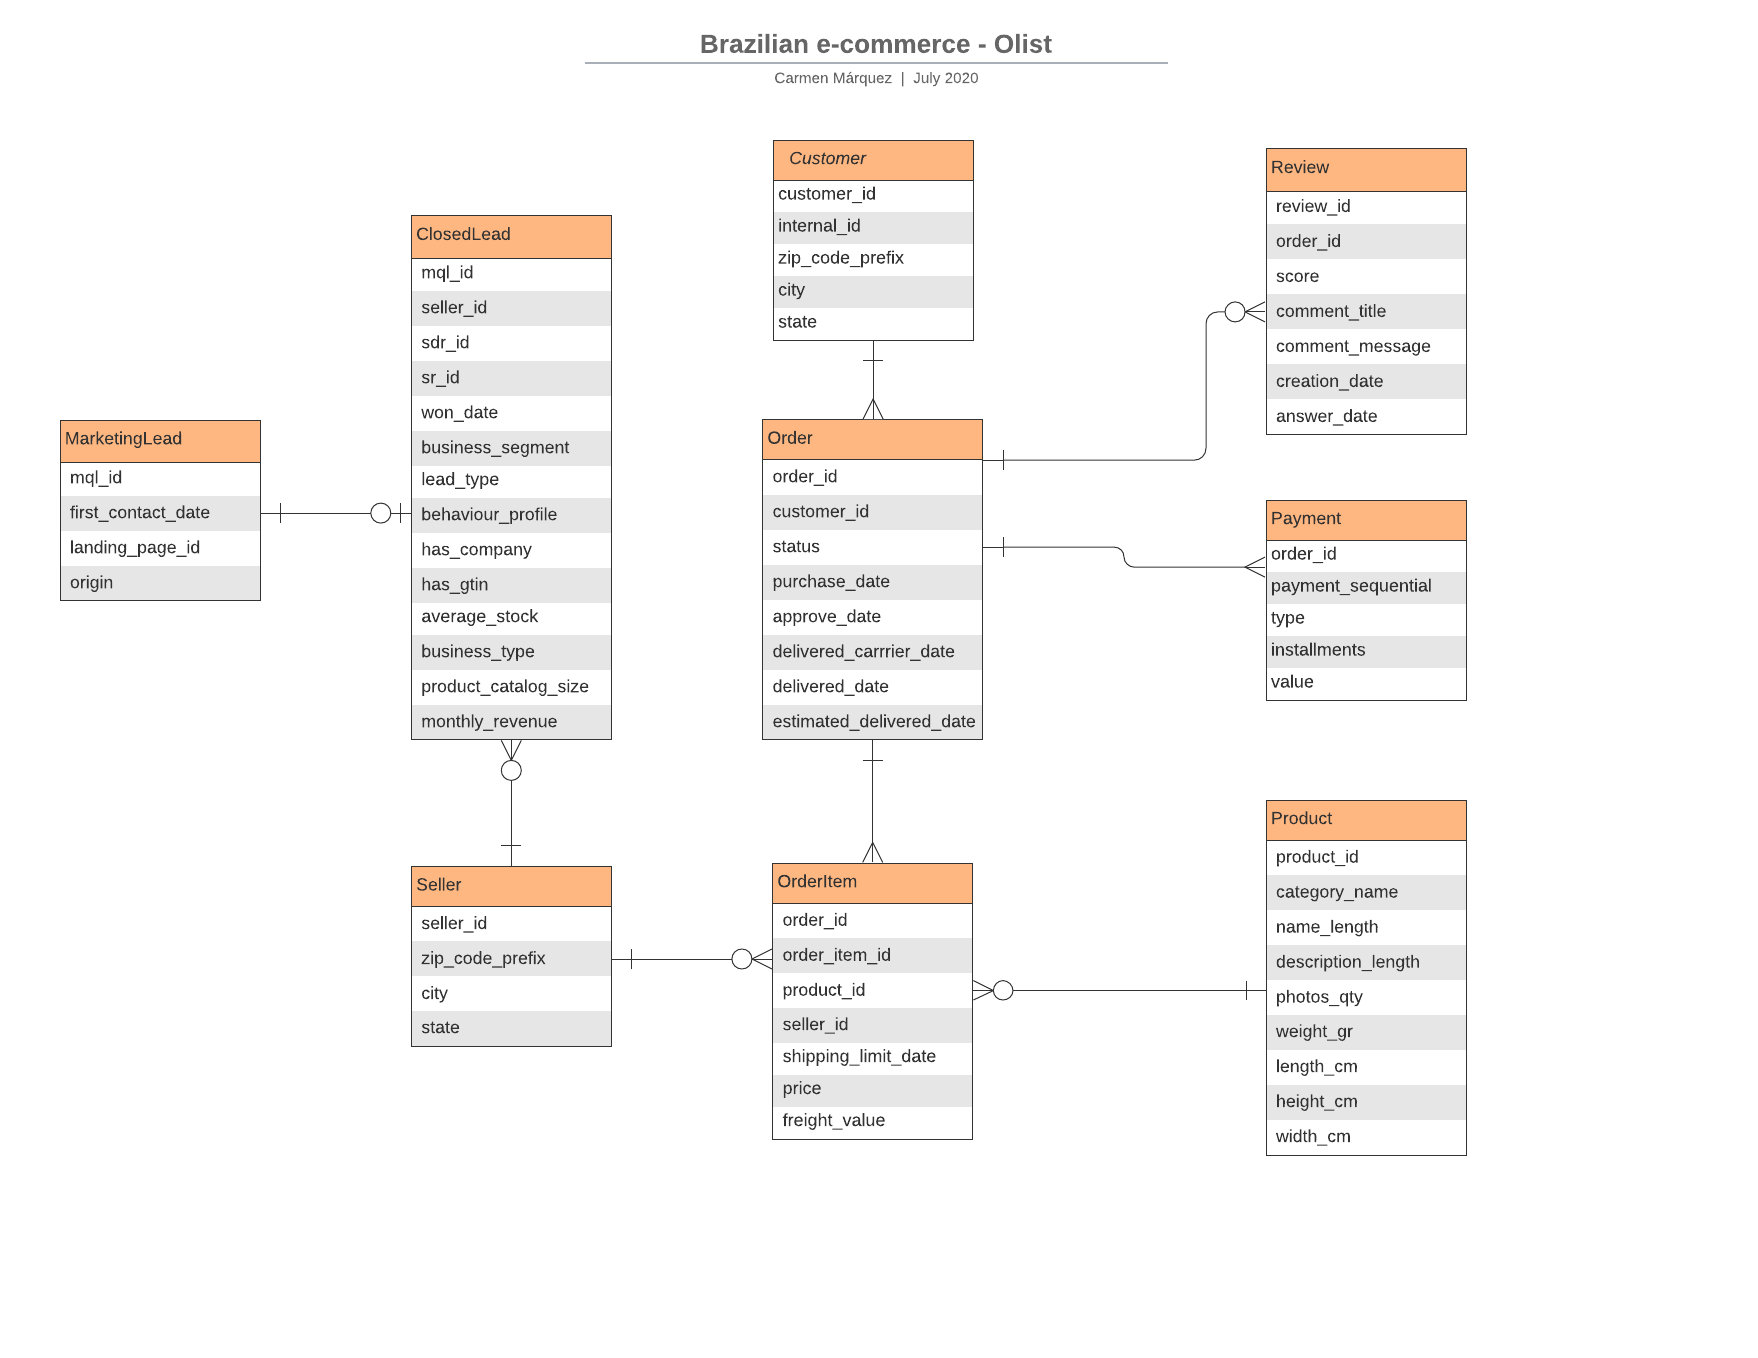 Brazilian e-commerce - Olist
Carmen Márquez | July 2020
MarketingLead
mql_id
first_contact_date
landing_page_id
origin
ClosedLead
mql_id
seller_id
sdr_id
sr_id
won_date
business_segment
lead_type
behaviour_profile
has_company
has_gtin
average_stock
business_type
product_catalog_size
monthly_revenue
Seller
seller_id
zip_code_prefix
city
state
Customer
customer_id
internal_id
zip_code_prefix
city
state
Order
order_id
customer_id
status
purchase_date
approve_date
delivered_carrrier_date
delivered_date
estimated_delivered_date
OrderItem
order_id
order_item_id
product_id
seller_id
shipping_limit_date
price
freight_value
Review
review_id
order_id
score
comment_title
comment_message
creation_date
answer_date
Payment
order_id
payment_sequential
type
installments
value
Product
product_id
category_name
name_length
description_length
photos_qty
weight_gr
length_cm
height_cm
width_cm